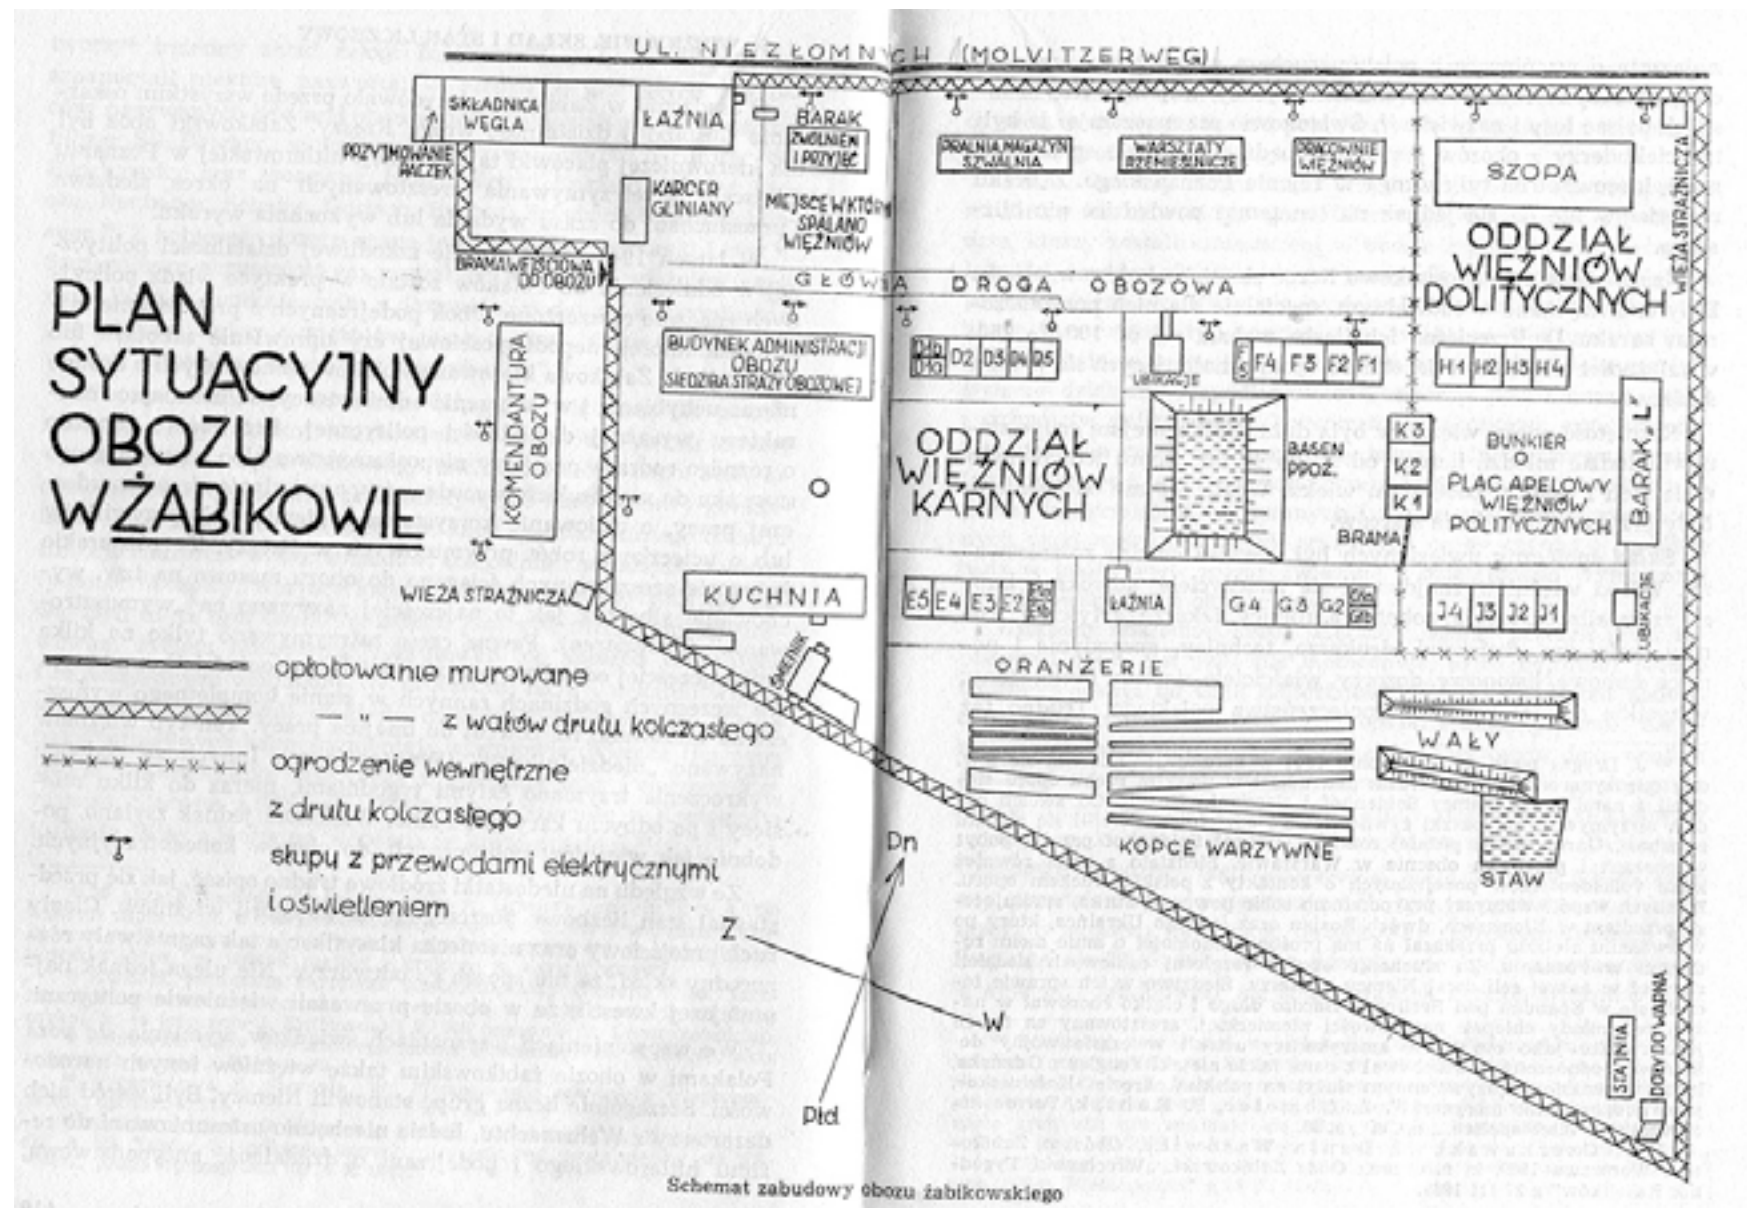 UL. NIEZŁOMNYCH (MOLVITZERWEG)
SKŁADNICA
WĘGLA
ŁAŹNIA
PRZYJMOWANIE
PACZEK
BARAK
ZWOLNIEŃ
I PRZYJĘĆ
KARCER
GLINIANY
MIEJSCE W KTÓRYM
SPALANO
WIĘŹNIÓW
PRALNIA, MAGAZYN
SZWALNIA
WARSZTATY
RZEMIEŚLNICZE
PRACOWNIE
WIĘŹNIÓW
SZOPA
WIEŻA STRAŻNICZA
ODDZIAŁ
WIĘŹNIÓW
POLITYCZNYCH
BRAMA WEJŚCIOWA
DO OBOZU
GŁÓWNA DROGA OBOZOWA
PLAN
SYTUACYJNY
OBOZU
W ŻABIKOWIE
KOMENDANTURA
OBOZU
BUDYNEK ADMINISTRACJI
OBOZU
SIEDZIBA STRAŻY OBOZOWEJ
D2 D3 D4 D5
UBIKACJE
F5 F4 F3 F2 F1
H1 H2 H3 H4
ODDZIAŁ
WIĘŹNIÓW
KARNYCH
BASEN
PPOŻ.
K3
K2
K1
BRAMA
BUNKIER
O
PLAC APELOWY
WIĘŹNIÓW
POLITYCZNYCH
BARAK „L”
WIEŻA STRAŻNICZA
KUCHNIA
ŚMIETNIK
E5 E4 E3 E2
ŁAŹNIA
G4 G3 G2
J4 J3 J2 J1
UBIKACJE
ORANŻERIE
WAŁY
KOPCE WARZYWNE
STAW
opłotowanie murowane
— " — z wałów drutu kolczastego
ogrodzenie wewnętrzne
z drutu kolczastego
słupy z przewodami elektrycznymi
i oświetleniem
Dn
Z
W
Płd
STAJNIA
DOŁY DO WAPNA
Schemat zabudowy obozu żabikowskiego